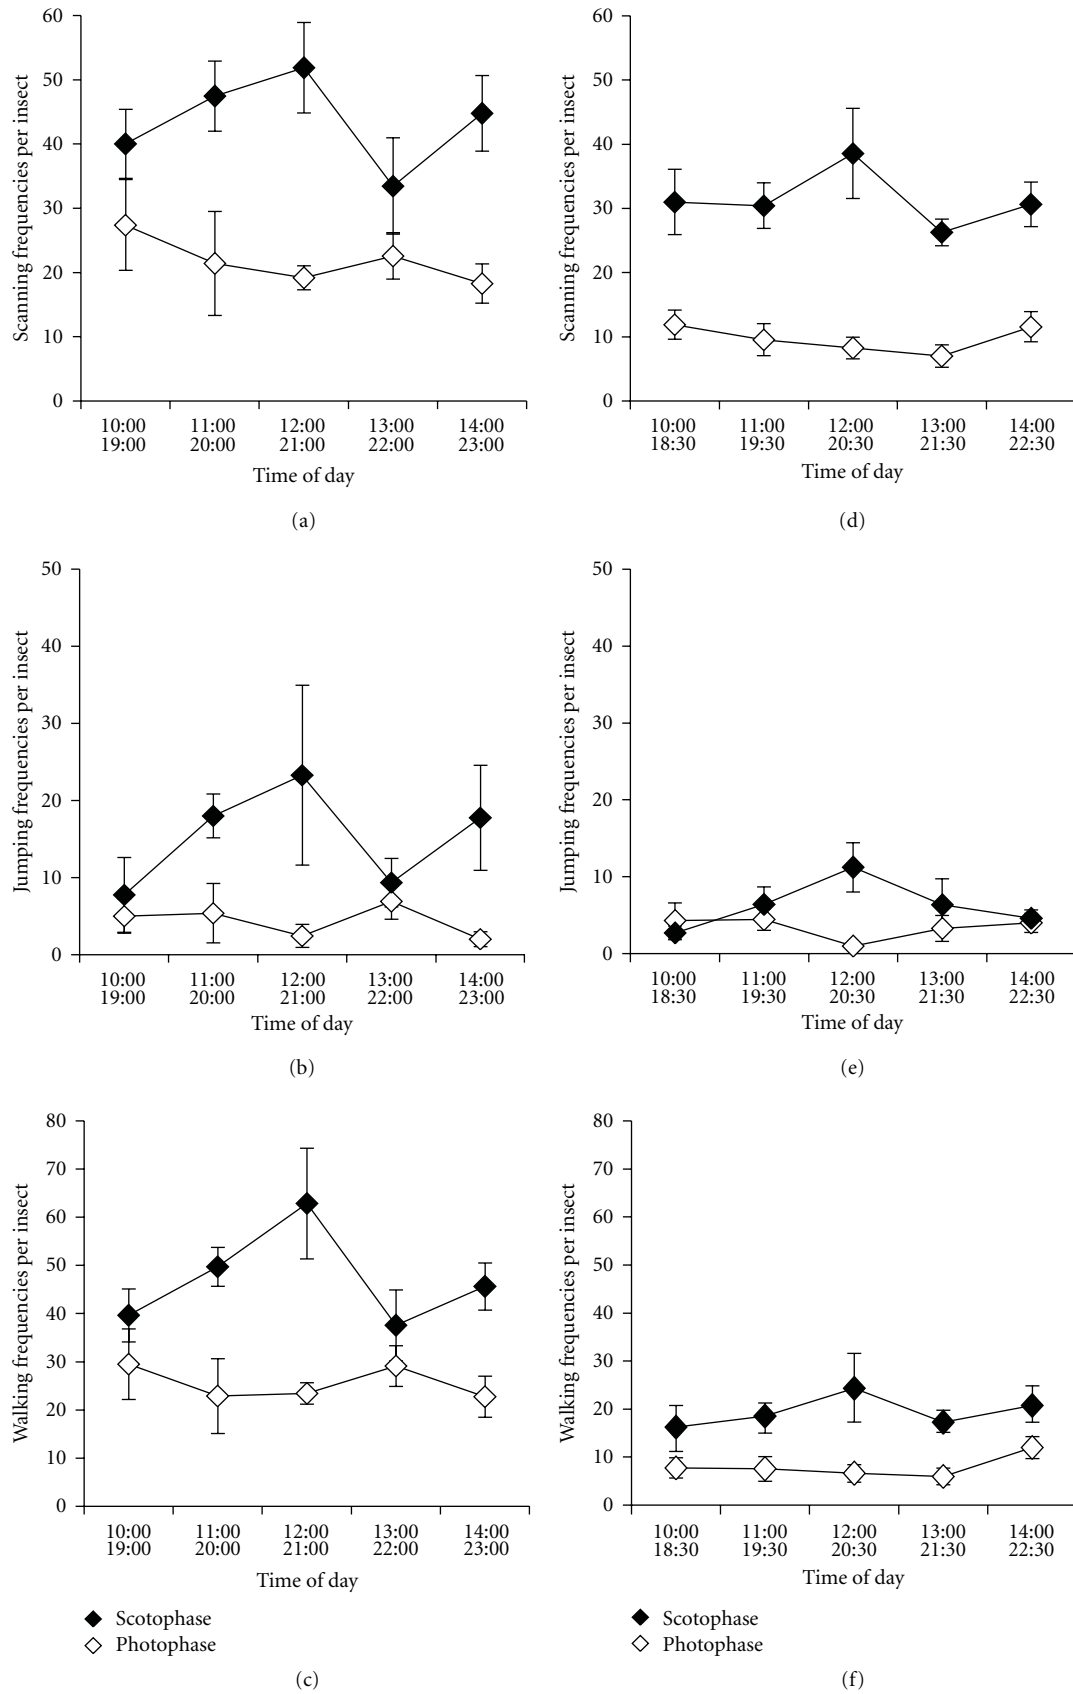 Scanning frequencies per insect
60
50
40
30
20
10
0
10:00 11:00 12:00 13:00 14:00
19:00 20:00 21:00 22:00 23:00
Time of day
(a)
Scanning frequencies per insect
60
50
40
30
20
10
0
10:00 11:00 12:00 13:00 14:00
18:30 19:30 20:30 21:30 22:30
Time of day
(d)
Jumping frequencies per insect
50
40
30
20
10
0
10:00 11:00 12:00 13:00 14:00
19:00 20:00 21:00 22:00 23:00
Time of day
(b)
Jumping frequencies per insect
50
40
30
20
10
0
10:00 11:00 12:00 13:00 14:00
18:30 19:30 20:30 21:30 22:30
Time of day
(e)
Walking frequencies per insect
80
70
60
50
40
30
20
10
0
10:00 11:00 12:00 13:00 14:00
19:00 20:00 21:00 22:00 23:00
Time of day
Scotophase
Photophase
(c)
Walking frequencies per insect
80
70
60
50
40
30
20
10
0
10:00 11:00 12:00 13:00 14:00
18:30 19:30 20:30 21:30 22:30
Time of day
Scotophase
Photophase
(f)